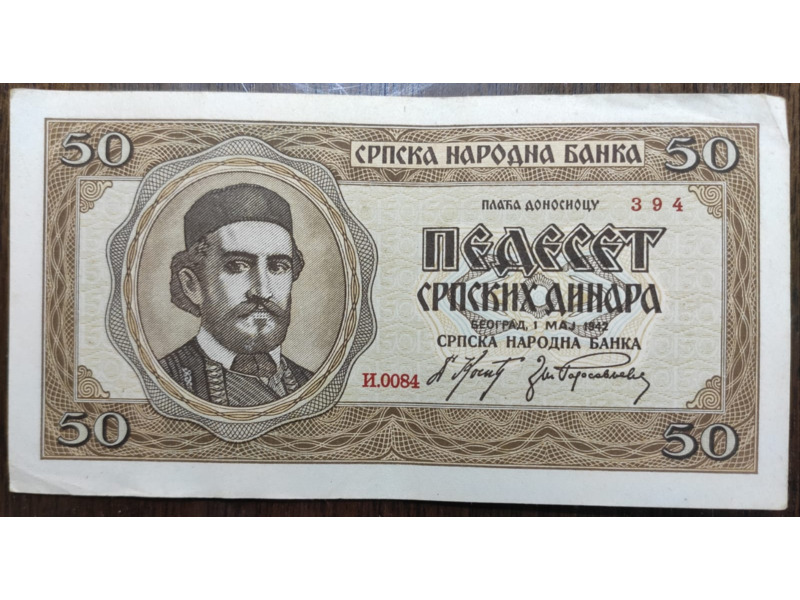 50 СРПСКА НАРОДНА БАНКА 50
ПЛАЋА ДОНОСИОЦУ 394
ПЕДЕСЕТ
СРПСКИХ ДИНАРА
БЕОГРАД, 1 МАЈ 1942
СРПСКА НАРОДНА БАНКА
И.0084
50 50